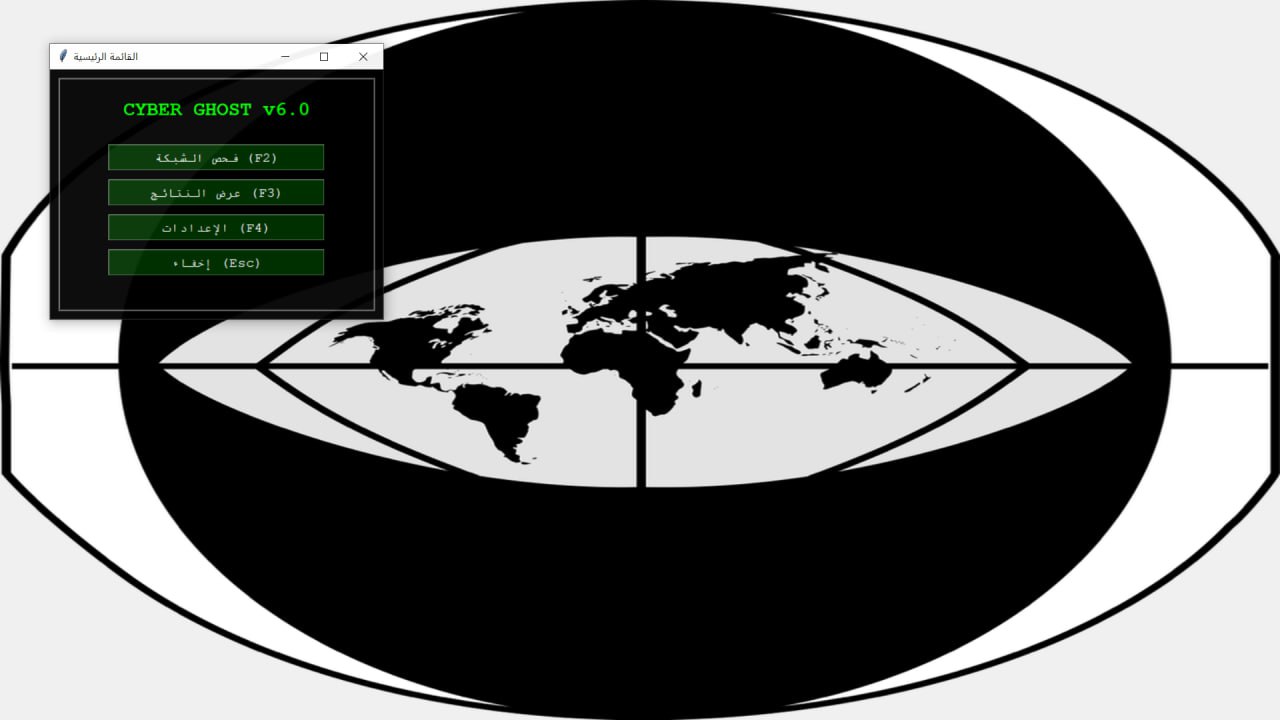 القائمة الرئيسية
CYBER GHOST v6.0
فحص الشبكة (F2)
عرض النتائج (F3)
الإعدادات (F4)
إخفاء (Esc)